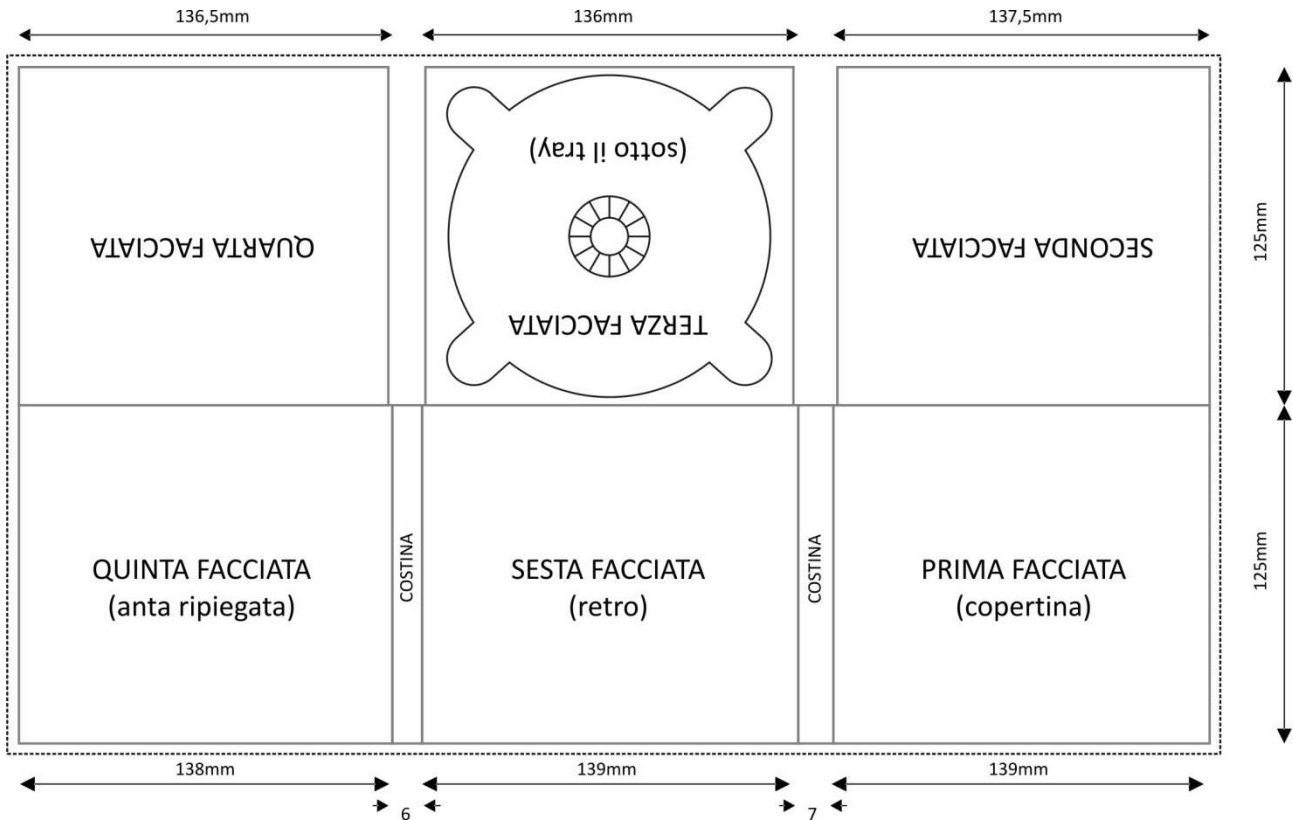 136,5mm
136mm
137,5mm
QUARTA FACCIATA
(sotto il tray)
TERZA FACCIATA
SECONDA FACCIATA
125mm
QUINTA FACCIATA
(anta ripiegata)
COSTINA
SESTA FACCIATA
(retro)
COSTINA
PRIMA FACCIATA
(copertina)
125mm
138mm
139mm
139mm
6
7